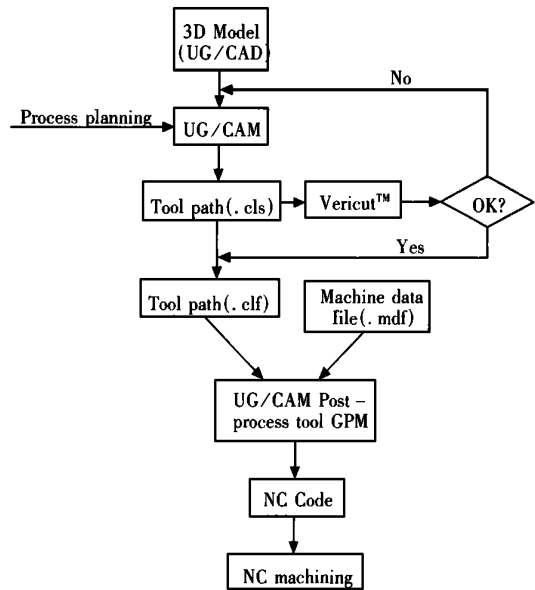 3D Model
(UG/CAD)
No
Process planning
UG/CAM
Tool path(.cls)
Vericut™
OK?
Yes
Tool path(.clf)
Machine data
file(.mdf)
UG/CAM Post-
process tool GPM
NC Code
NC machining